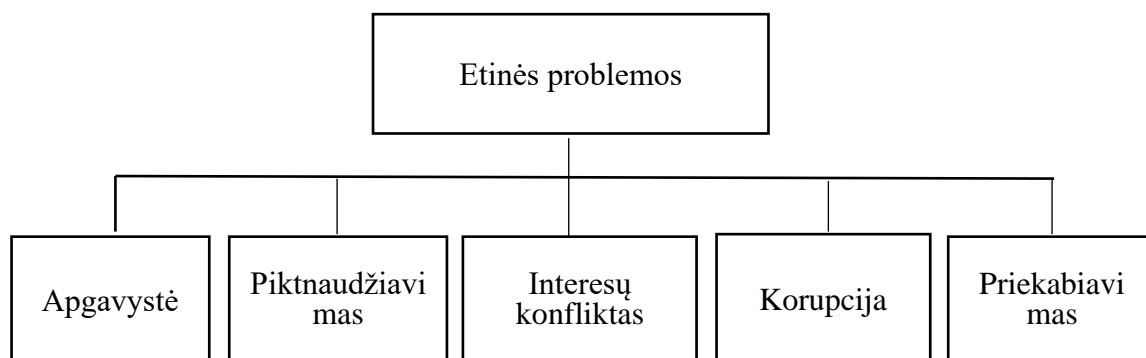 Etinės problemos
Apgavystė
Piktnaudžiavi
mas
Interesų
konfliktas
Korupcija
Priekabiavi
mas